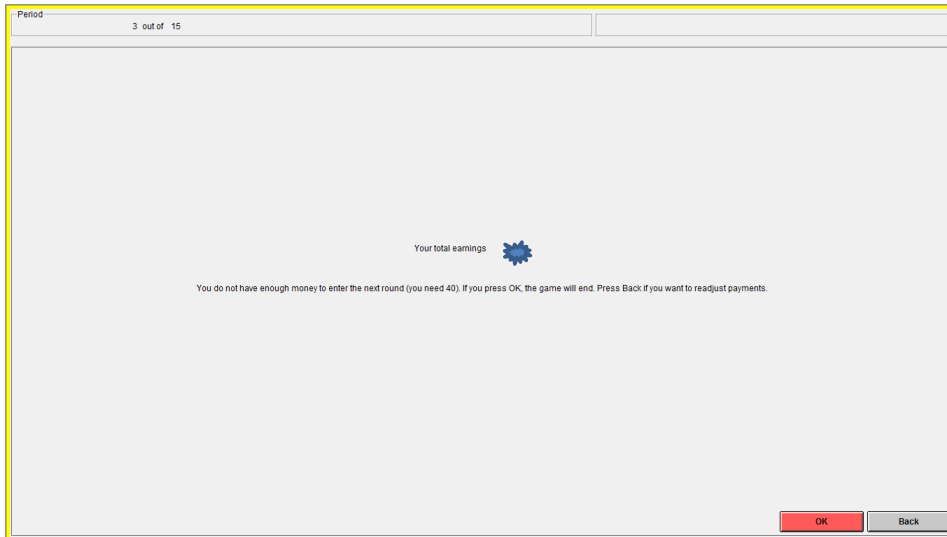 Period
3 out of 15
Your total earnings
You do not have enough money to enter the next round (you need 40). If you press OK, the game will end. Press Back if you want to readjust payments.
OK
Back